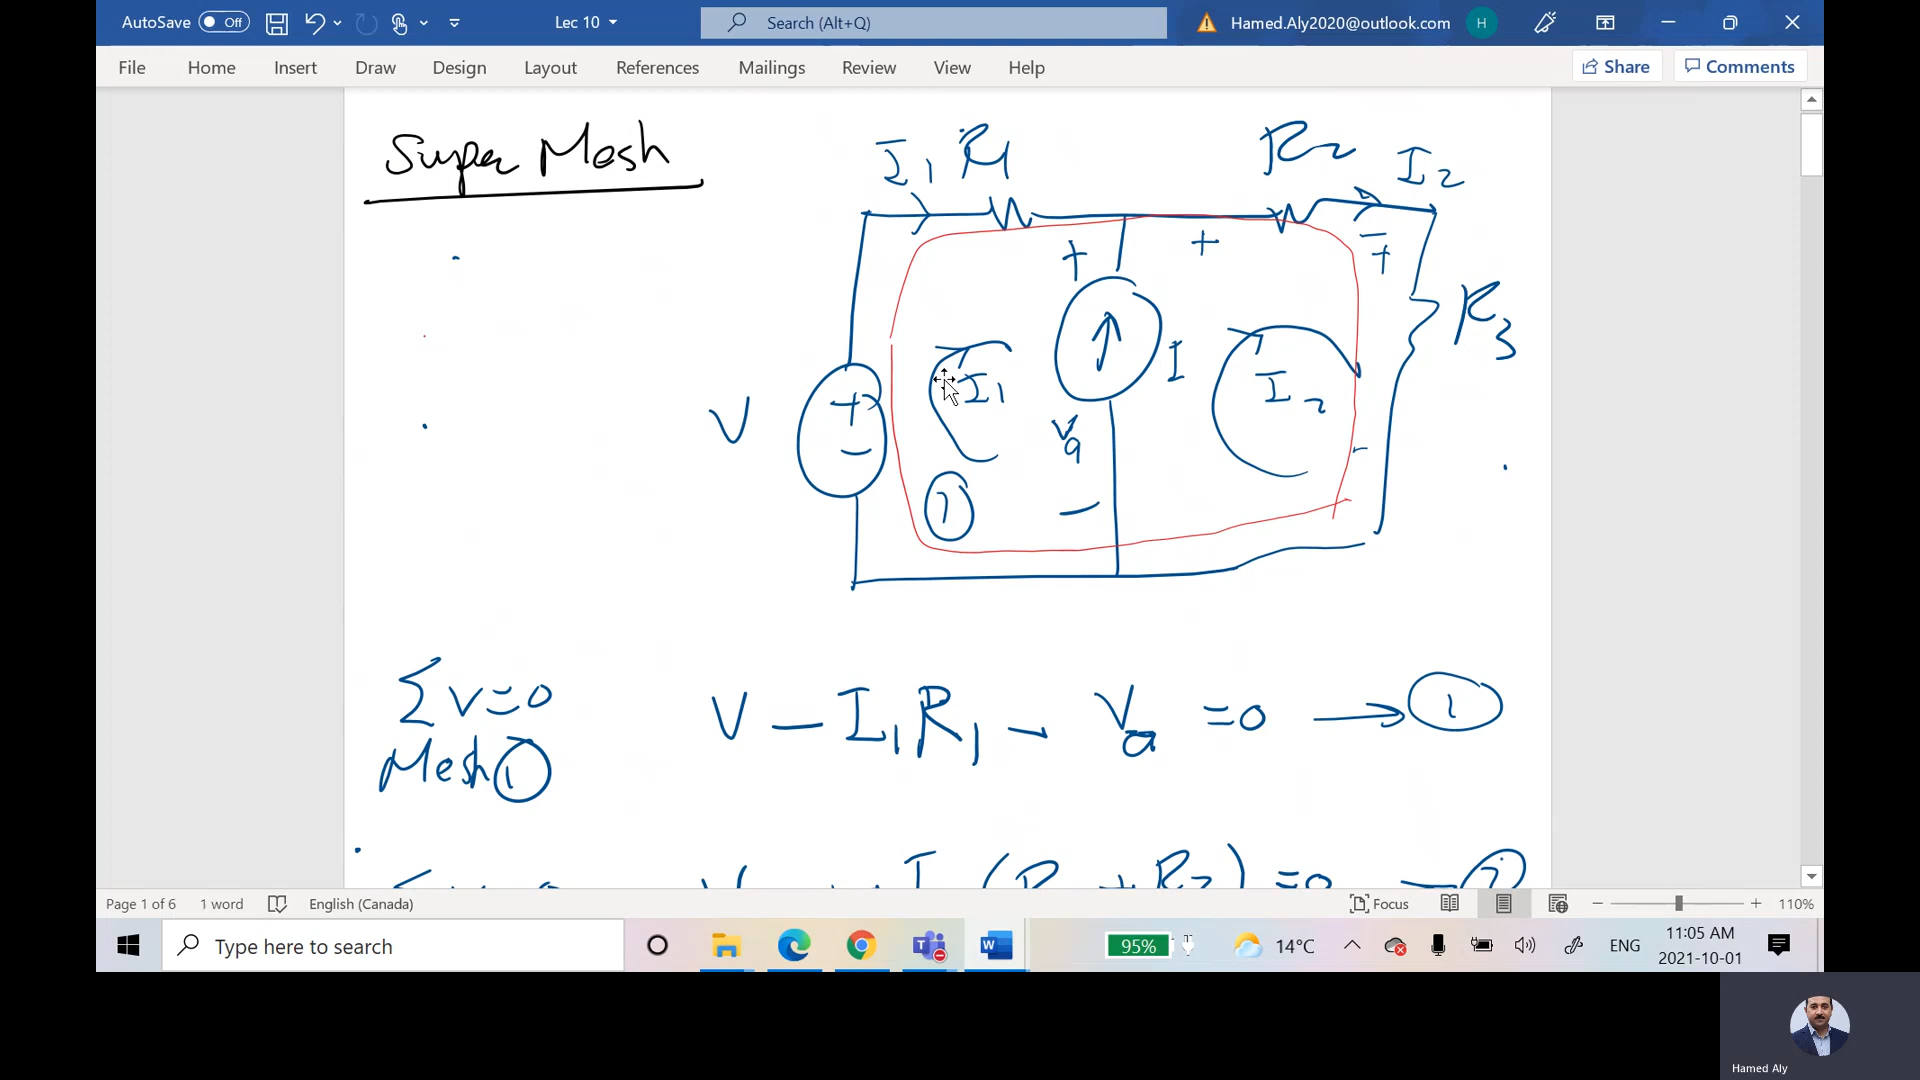 AutoSave Off Lec 10 Search (Alt+Q) Hamed.Aly2020@outlook.com H
File Home Insert Draw Design Layout References Mailings Review View Help Share Comments
Super Mesh
I1 R1 R2 I2
+ + +
R3
I1 I I2
V + −
Va
1 −
Σ V=0 V − I1R1 − Va =0 → 1
Mesh 1
=0 2
Page 1 of 6 1 word English (Canada) Focus 110%
Type here to search 95% 14°C ENG 11:05 AM
2021-10-01
Hamed Aly